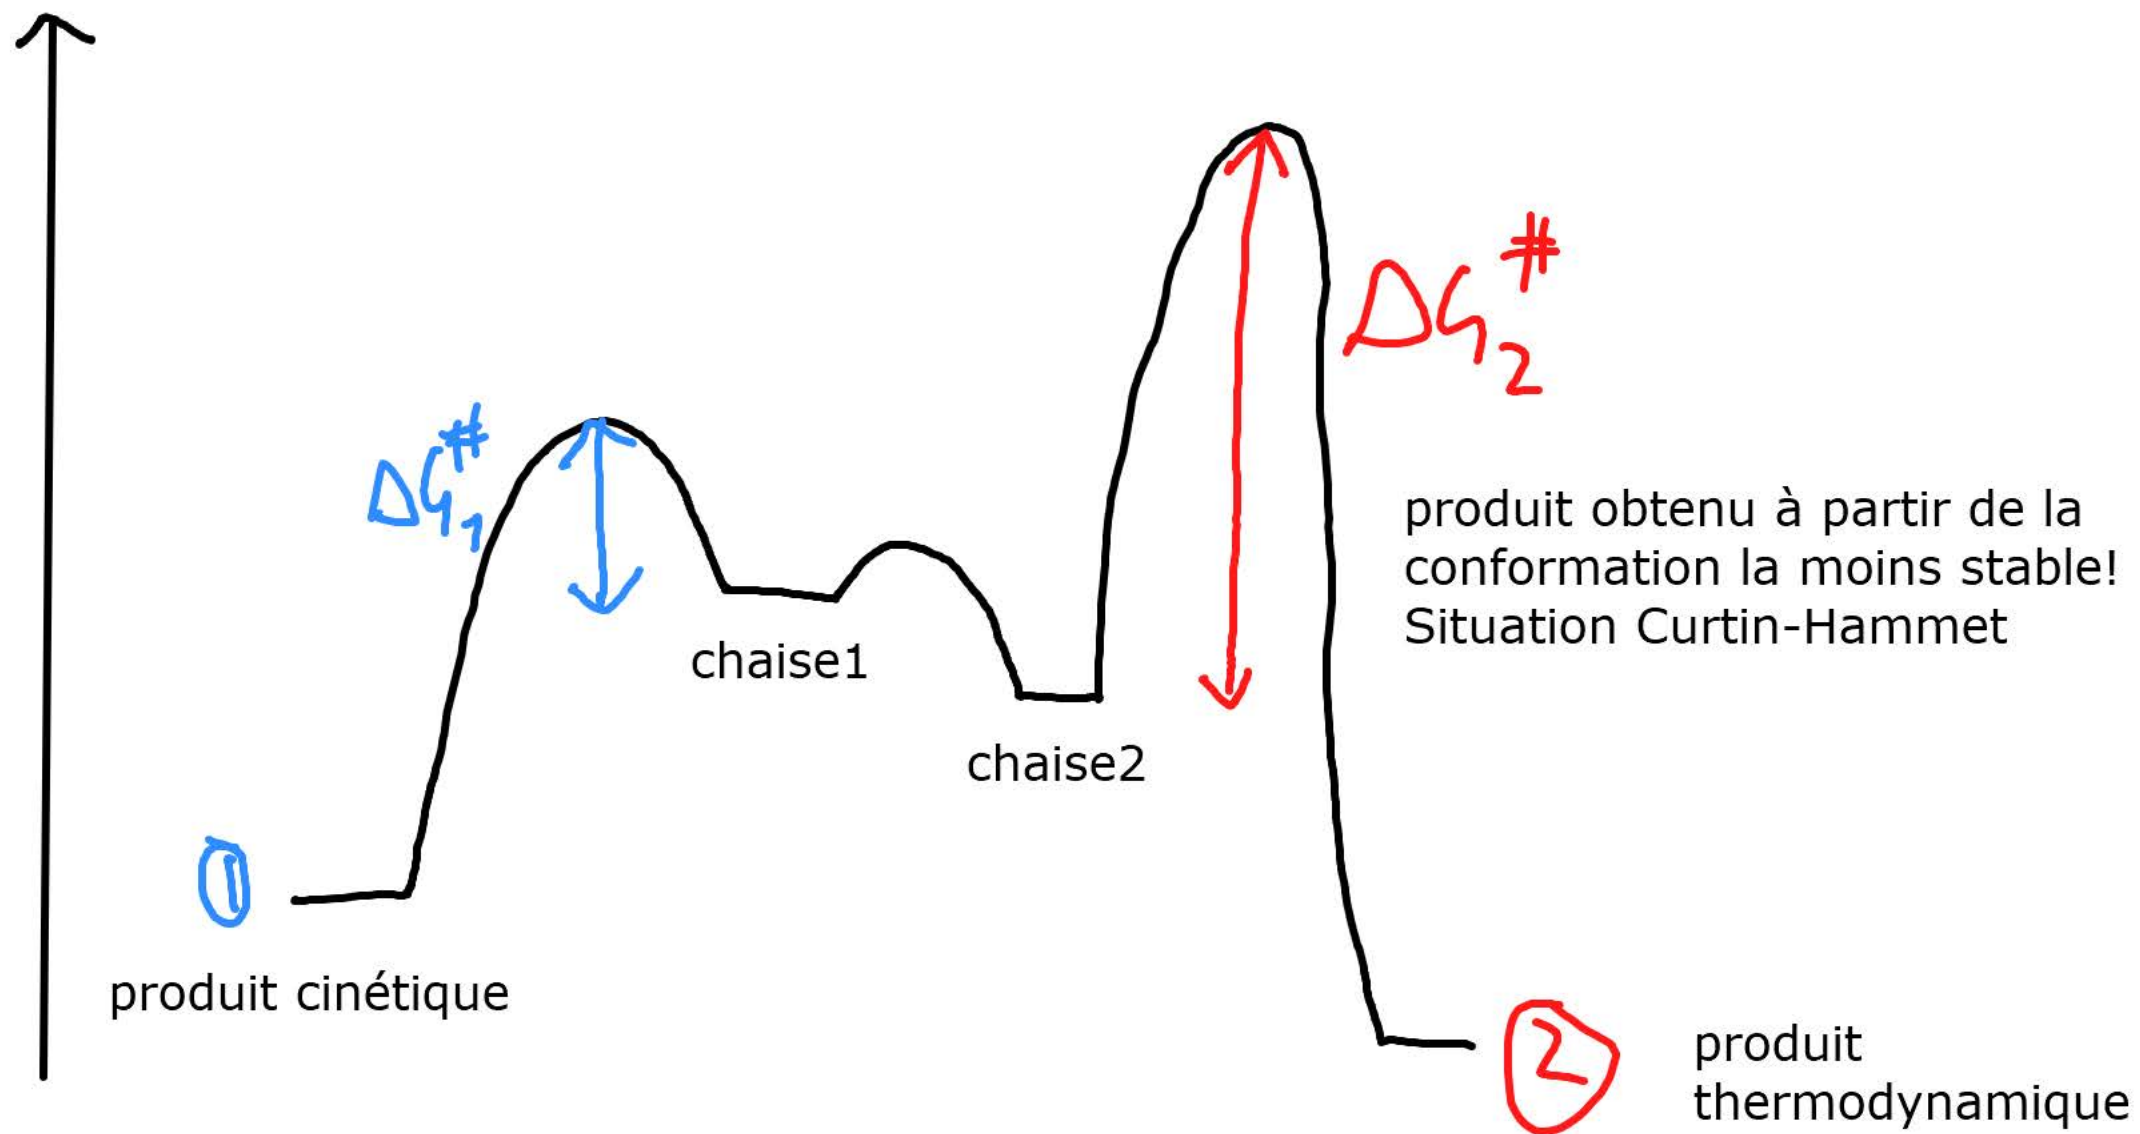 ΔG₂#
ΔG₁#
produit obtenu à partir de la
conformation la moins stable!
Situation Curtin-Hammet
chaise1
chaise2
1
produit cinétique
2
produit
thermodynamique